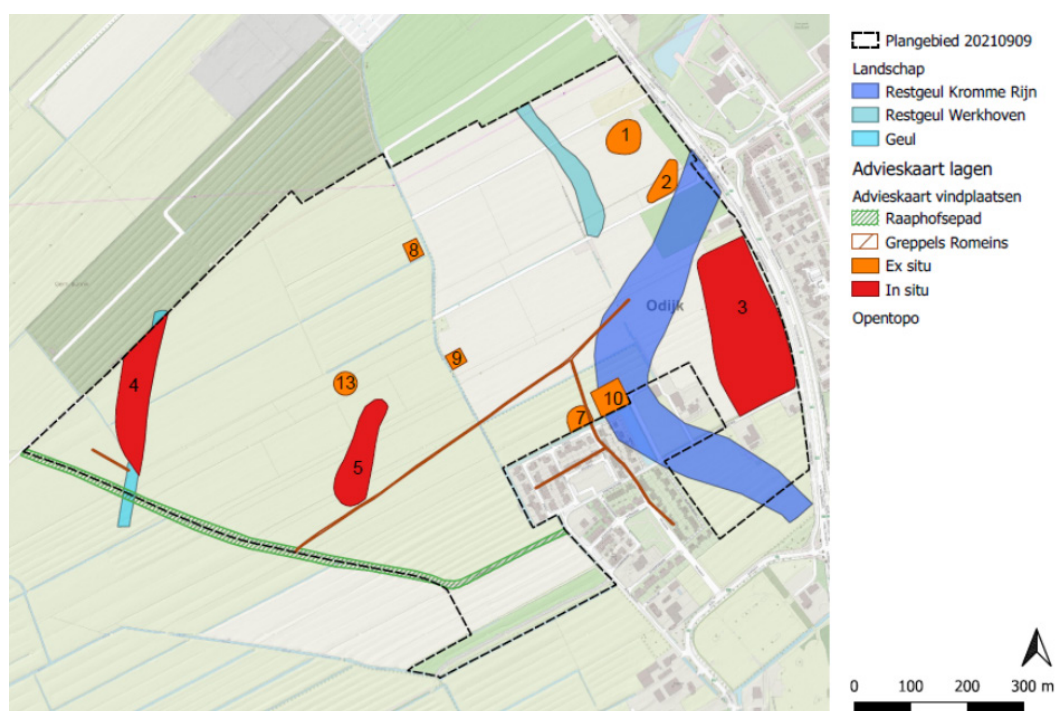 1
2
8
3
Odijk
9
13
4
10
7
5
Plangebied 20210909
Landschap
Restgeul Kromme Rijn
Restgeul Werkhoven
Geul
Advieskaart lagen
Advieskaart vindplaatsen
Raaphofsepad
Greppels Romeins
Ex situ
In situ
Opentopo
0 100 200 300 m